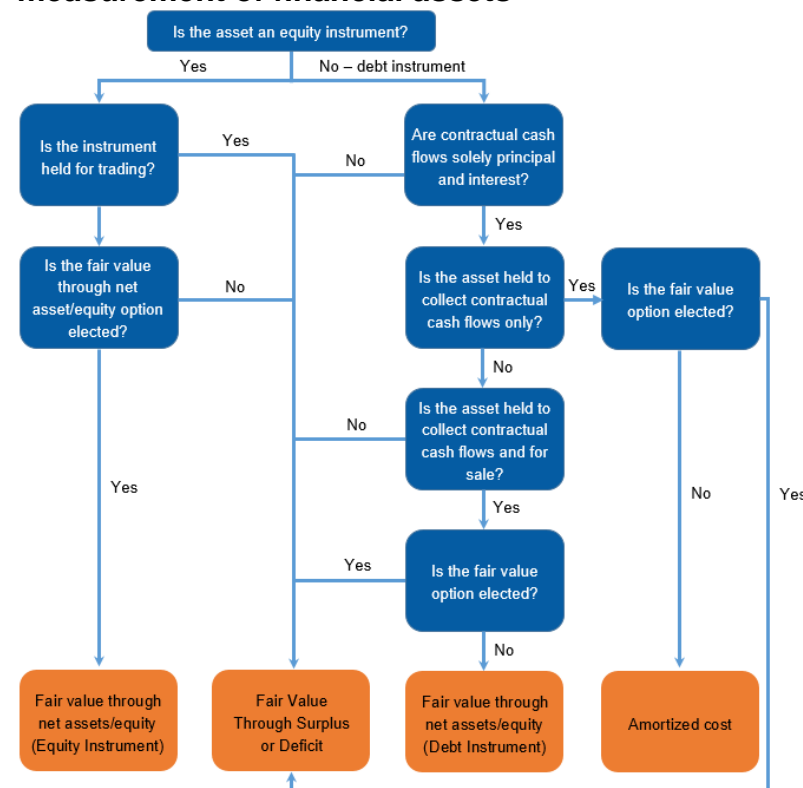 Measurement of financial assets
Is the asset an equity instrument?
Yes
No – debt instrument
Is the instrument
held for trading?
Yes
No
Are contractual cash
flows solely principal
and interest?
Yes
Is the fair value
through net
asset/equity option
elected?
No
Is the asset held to
collect contractual
cash flows only?
Yes
Is the fair value
option elected?
No
No
Is the asset held to
collect contractual
cash flows and for
sale?
Yes
No
Yes
Yes
Yes
Is the fair value
option elected?
No
Fair value through
net assets/equity
(Equity Instrument)
Fair Value
Through Surplus
or Deficit
Fair value through
net assets/equity
(Debt Instrument)
Amortized cost